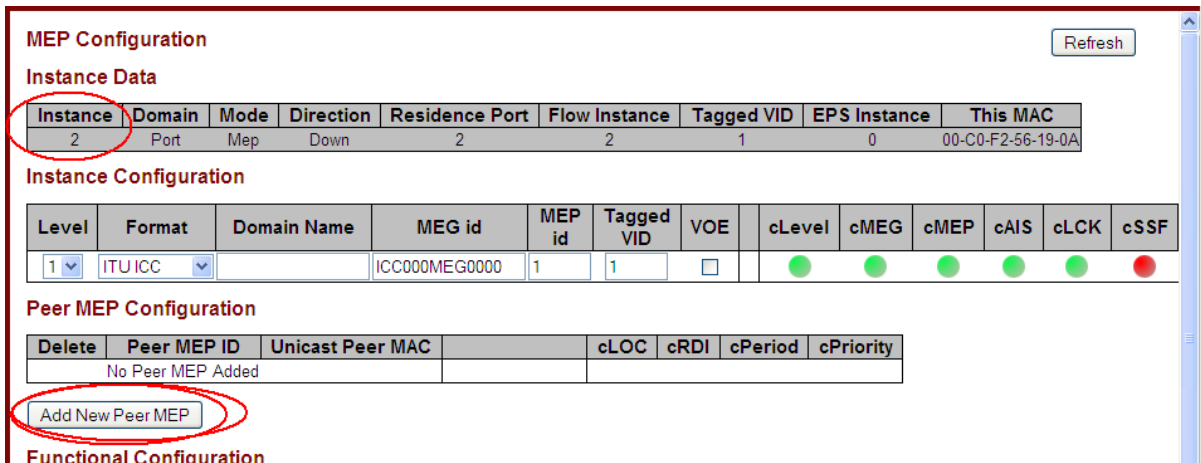 MEP Configuration
Refresh
Instance Data
Instance Domain Mode Direction Residence Port Flow Instance Tagged VID EPS Instance This MAC
2 Port Mep Down 2 2 1 0 00-C0-F2-56-19-0A
Instance Configuration
Level Format Domain Name MEG id MEP id Tagged VID VOE cLevel cMEG cMEP cAIS cLCK cSSF
1 ITU ICC ICC000MEG0000 1 1
Peer MEP Configuration
Delete Peer MEP ID Unicast Peer MAC cLOC cRDI cPeriod cPriority
No Peer MEP Added
Add New Peer MEP
Functional Configuration